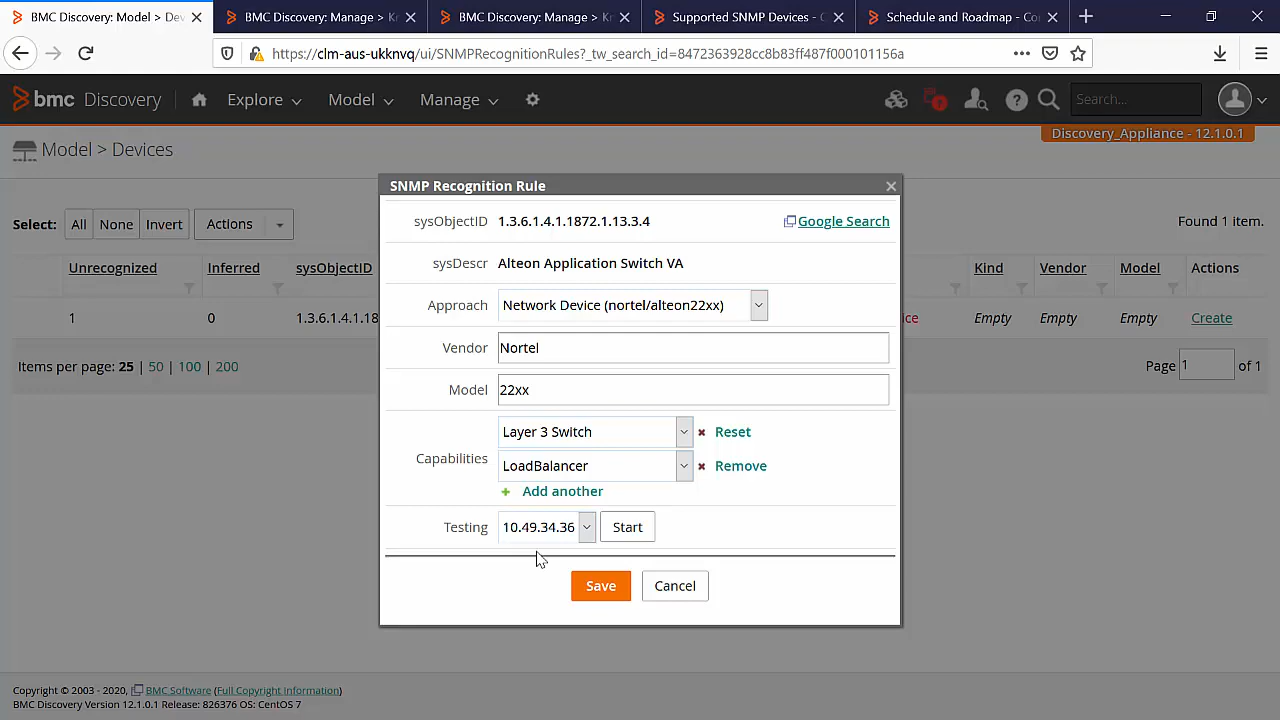 BMC Discovery: Model > Dev
BMC Discovery: Manage > Kn
BMC Discovery: Manage > Kn
Supported SNMP Devices - C
Schedule and Roadmap - Co
https://clm-aus-ukknvq/ui/SNMPRecognitionRules?_tw_search_id=8472363928cc8b83ff487f000101156a
bmc Discovery
Explore
Model
Manage
?
Search...
Discovery_Appliance - 12.1.0.1
Model > Devices
SNMP Recognition Rule
sysObjectID 1.3.6.1.4.1.1872.1.13.3.4 Google Search
sysDescr Alteon Application Switch VA
Approach Network Device (nortel/alteon22xx)
Vendor Nortel
Model 22xx
Capabilities
Layer 3 Switch Reset
LoadBalancer Remove
+ Add another
Testing 10.49.34.36 Start
Save Cancel
Select: All None Invert Actions
Found 1 item.
Unrecognized Inferred sysObjectID Kind Vendor Model Actions
1 0 1.3.6.1.4.1.18 ice Empty Empty Empty Create
Items per page: 25 | 50 | 100 | 200
Page 1 of 1
Copyright © 2003 - 2020, BMC Software (Full Copyright Information)
BMC Discovery Version 12.1.0.1 Release: 826376 OS: CentOS 7